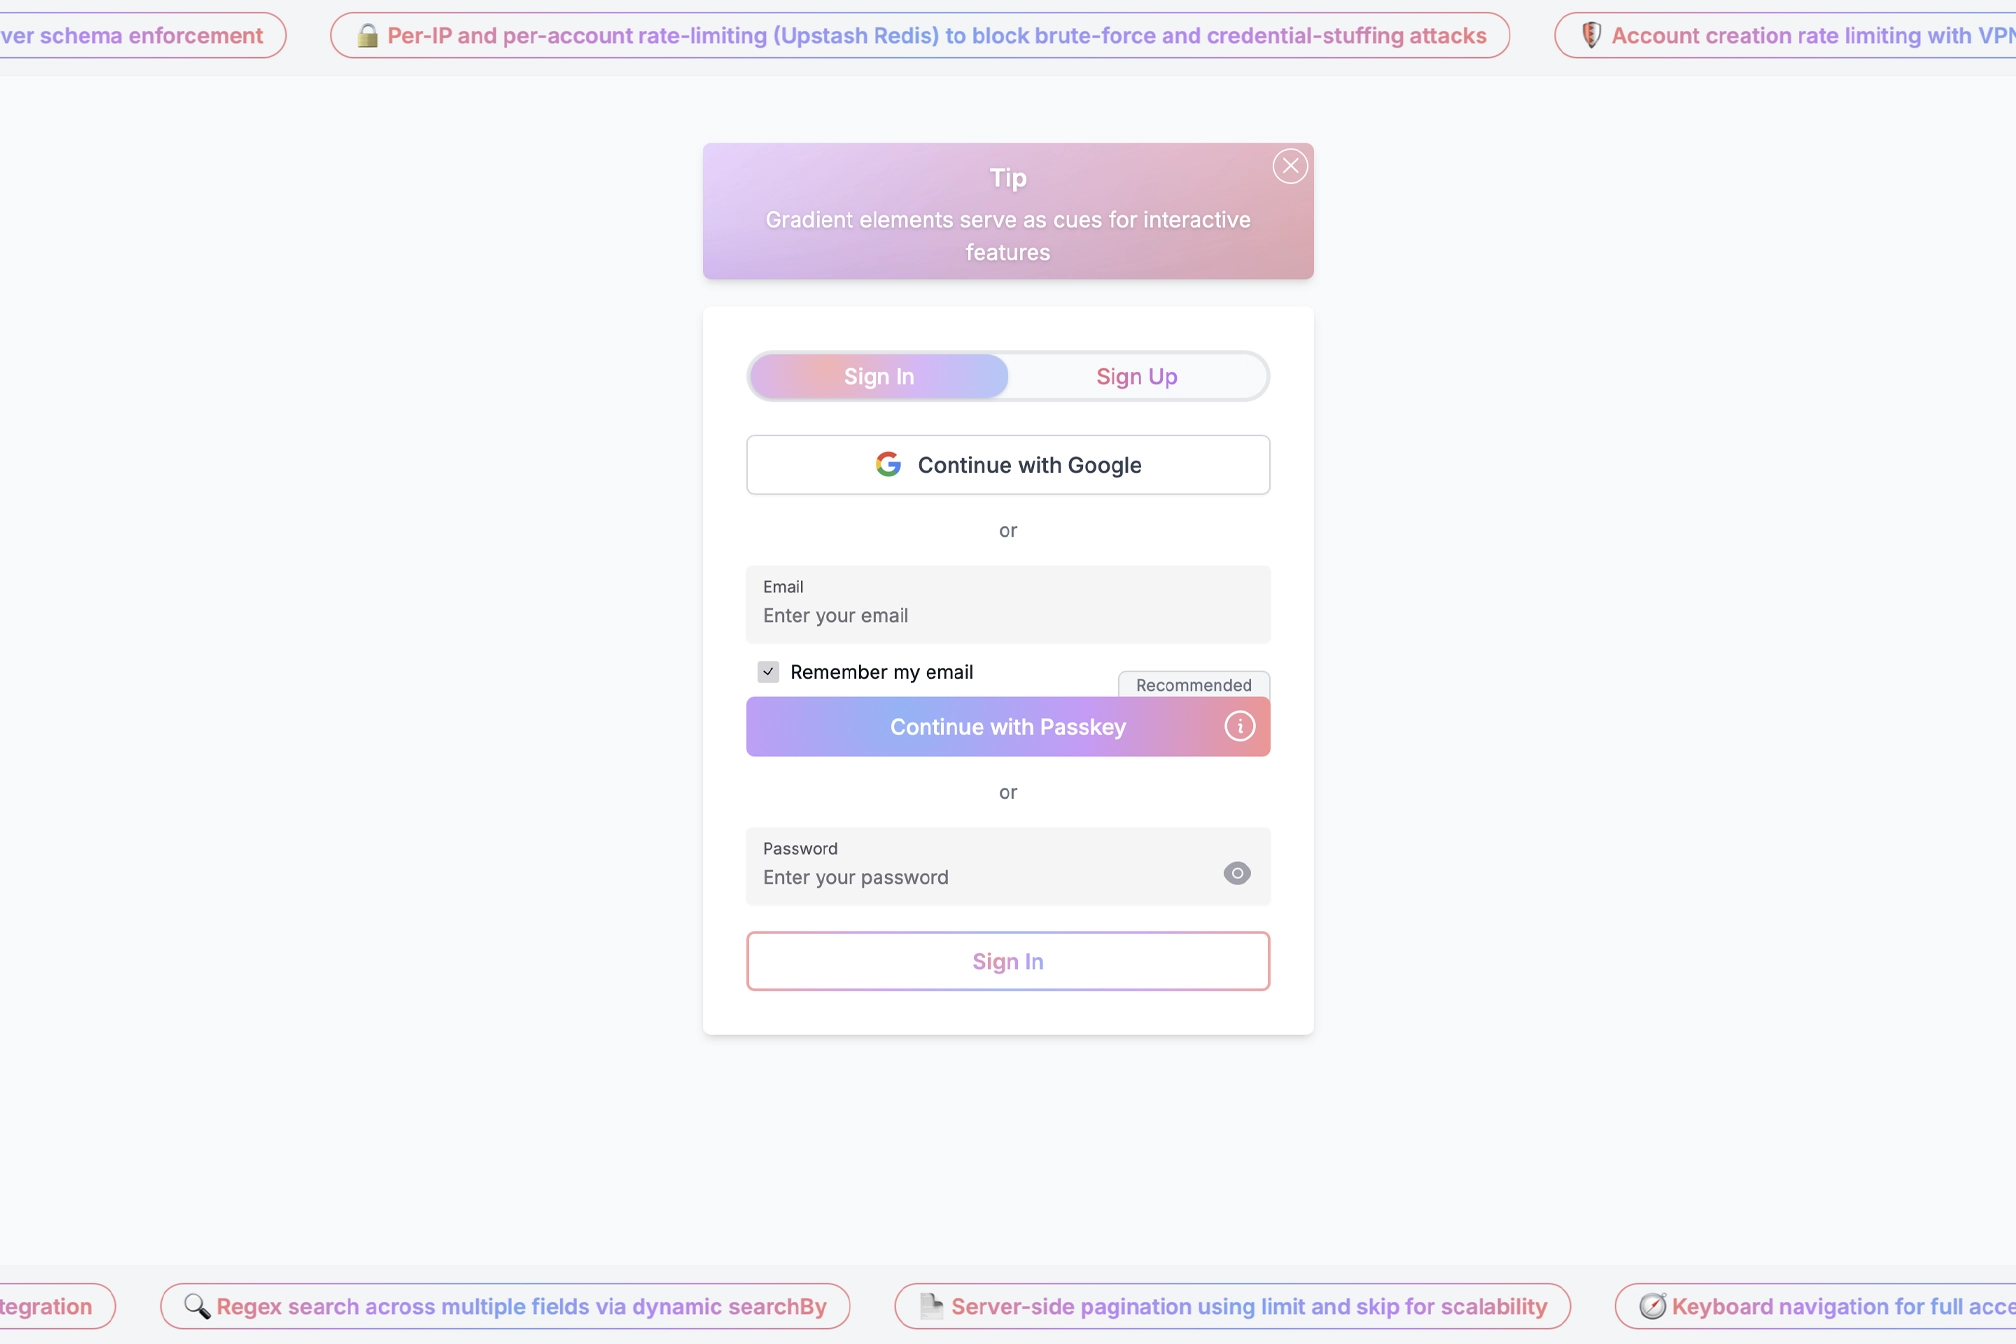 ver schema enforcement
Per-IP and per-account rate-limiting (Upstash Redis) to block brute-force and credential-stuffing attacks
Account creation rate limiting with VPN
Tip
Gradient elements serve as cues for interactive
features
Sign In
Sign Up
Continue with Google
or
Email
Enter your email
Remember my email
Recommended
Continue with Passkey
or
Password
Enter your password
Sign In
tegration
Regex search across multiple fields via dynamic searchBy
Server-side pagination using limit and skip for scalability
Keyboard navigation for full acce